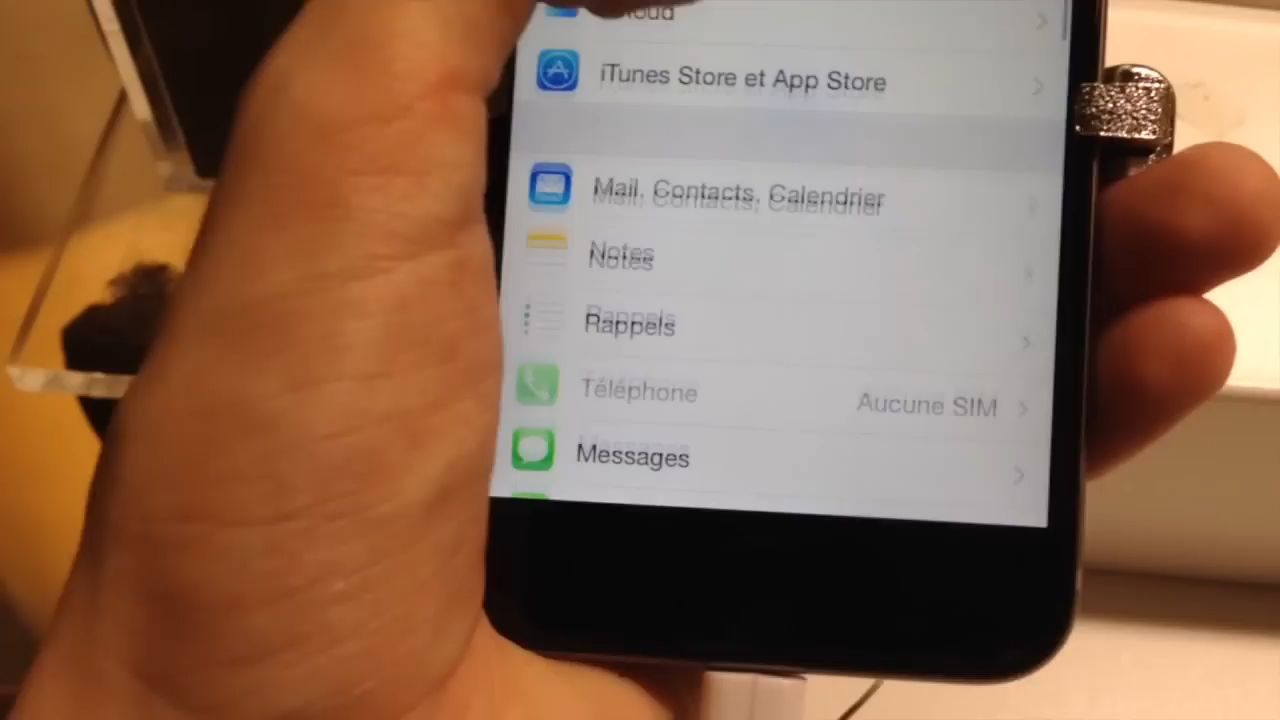 iTunes Store et App Store
Mail, Contacts, Calendrier
Notes
Rappels
Téléphone Aucune SIM
Messages